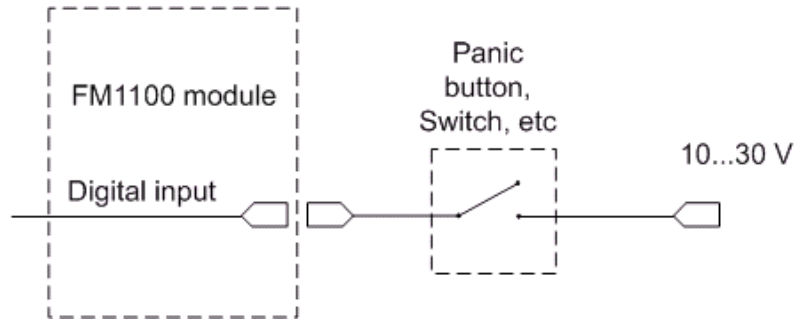 FM1100 module
Digital input
Panic
button,
Switch, etc
10...30 V